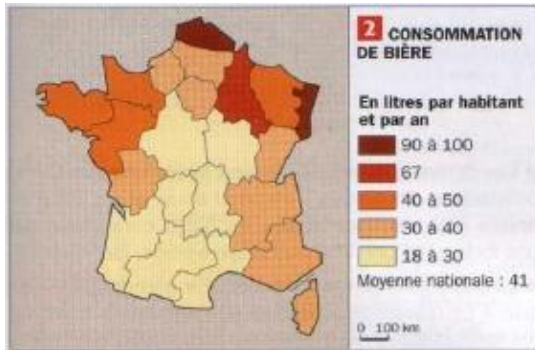 2 CONSOMMATION
DE BIÈRE
En litres par habitant
et par an
90 à 100
67
40 à 50
30 à 40
18 à 30
Moyenne nationale : 41
0 100 km